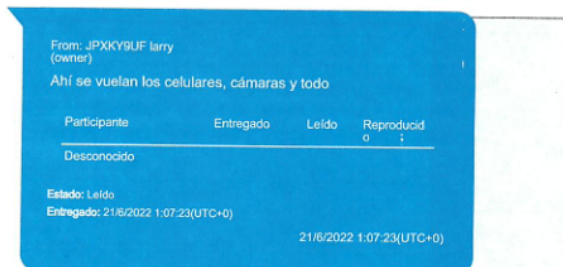 From: JPXKY9UF larry
(owner)
Ahí se vuelan los celulares, cámaras y todo
Participante Entregado Leído Reproducid
o
Desconocido
Estado: Leído
Entregado: 21/6/2022 1:07:23(UTC+0)
21/6/2022 1:07:23(UTC+0)